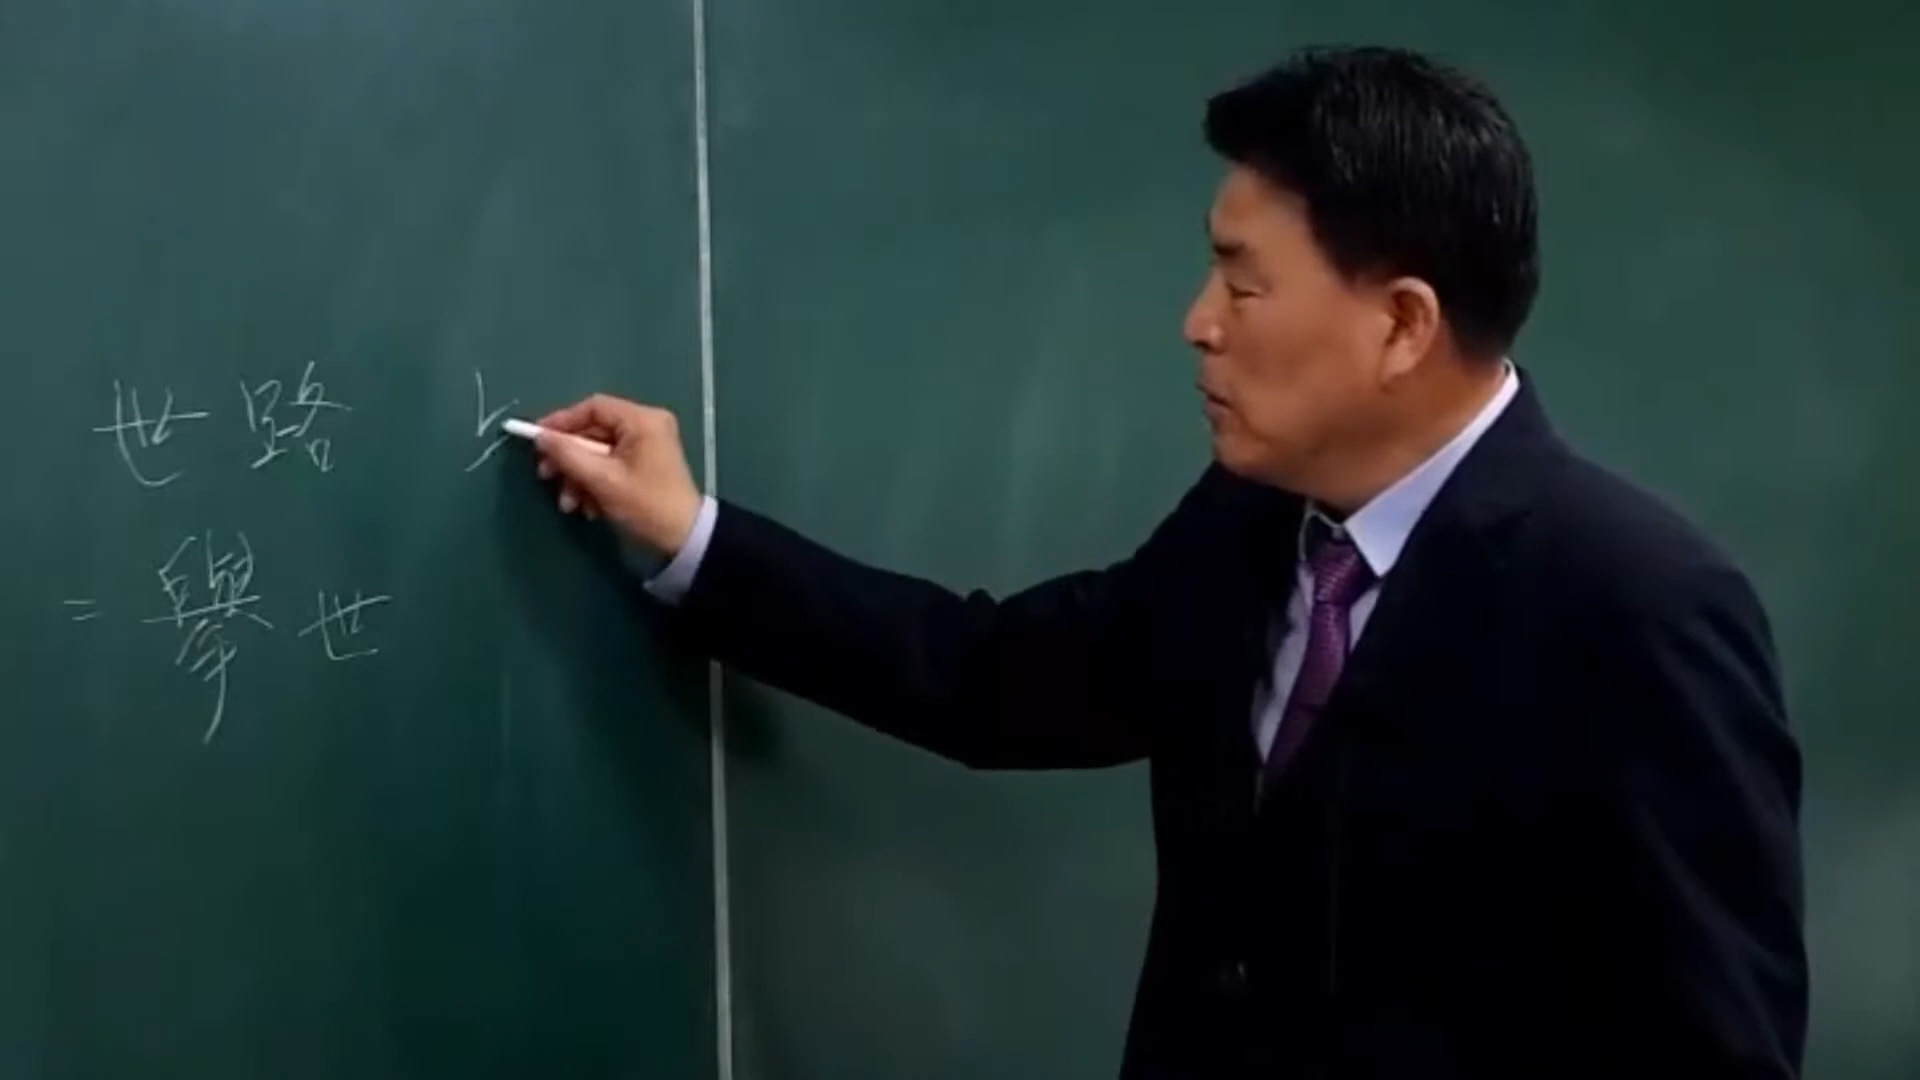 世路
= 擧世